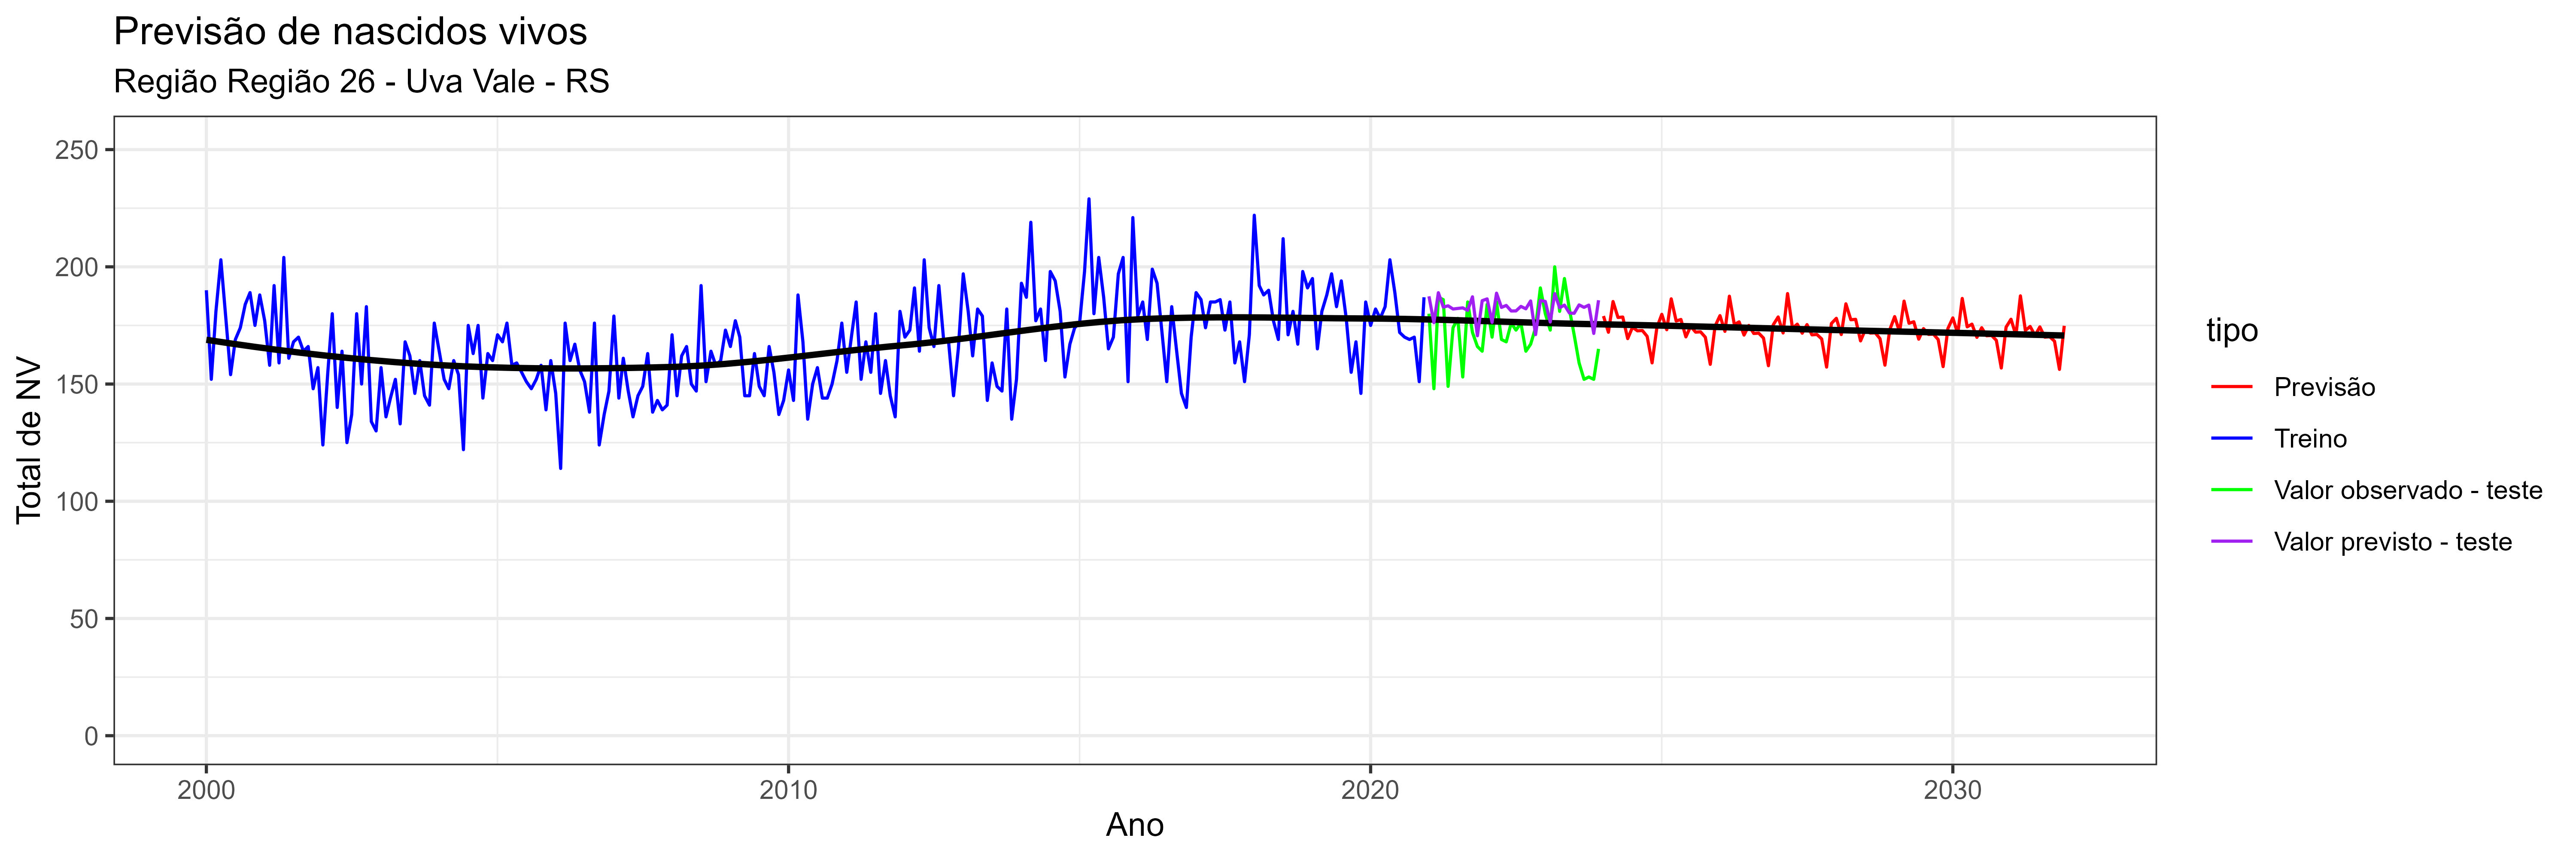 Previsão de nascidos vivos
Região Região 26 - Uva Vale - RS
Total de NV
250
200
150
100
50
0
2000
2010
2020
2030
Ano
tipo
Previsão
Treino
Valor observado - teste
Valor previsto - teste